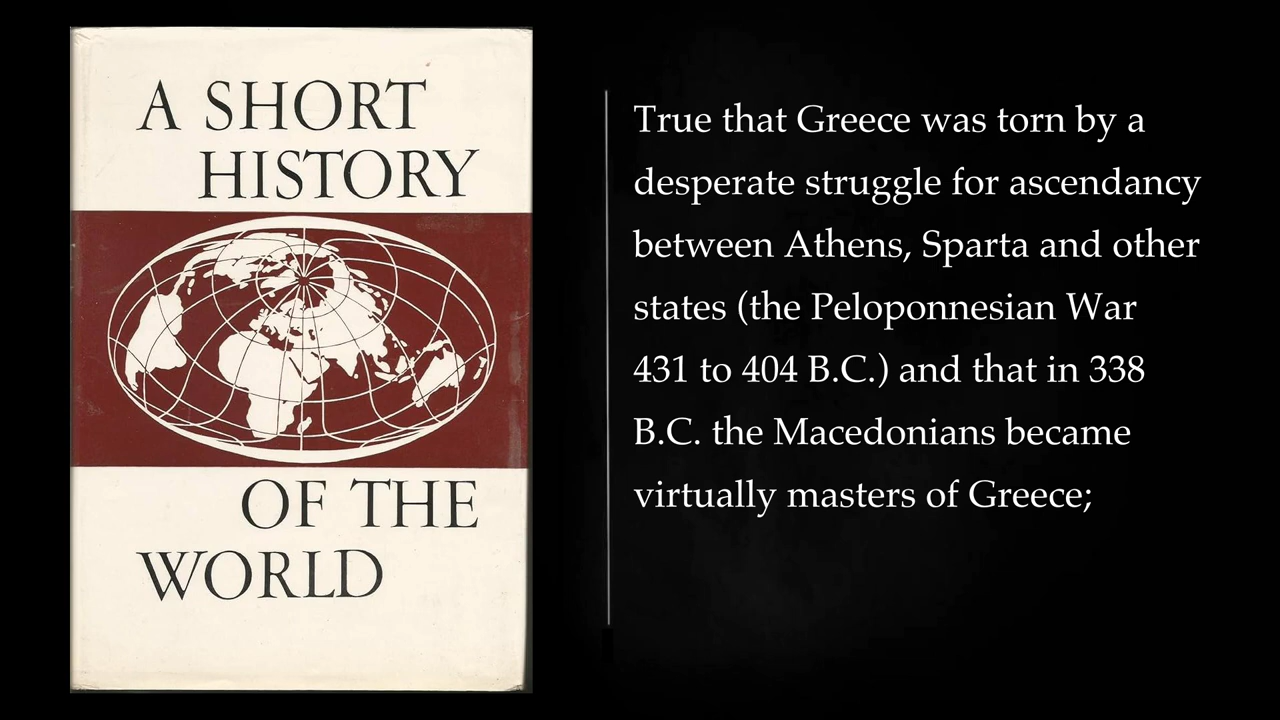 A SHORT
HISTORY
OF THE
WORLD
True that Greece was torn by a
desperate struggle for ascendancy
between Athens, Sparta and other
states (the Peloponnesian War
431 to 404 B.C.) and that in 338
B.C. the Macedonians became
virtually masters of Greece;